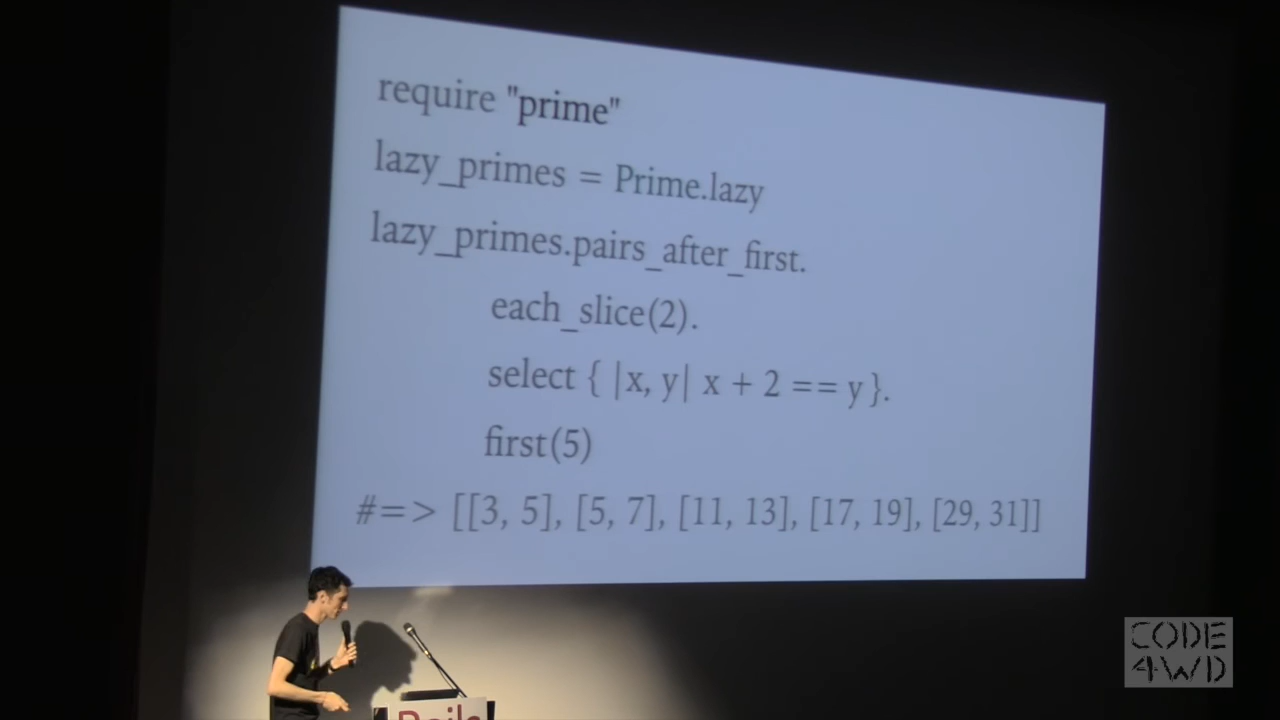 require "prime"
lazy_primes = Prime.lazy
lazy_primes.pairs_after_first.
each_slice(2).
select { |x, y| x + 2 == y }.
first(5)
#=> [[3, 5], [5, 7], [11, 13], [17, 19], [29, 31]]
Rails
CODE
4WD